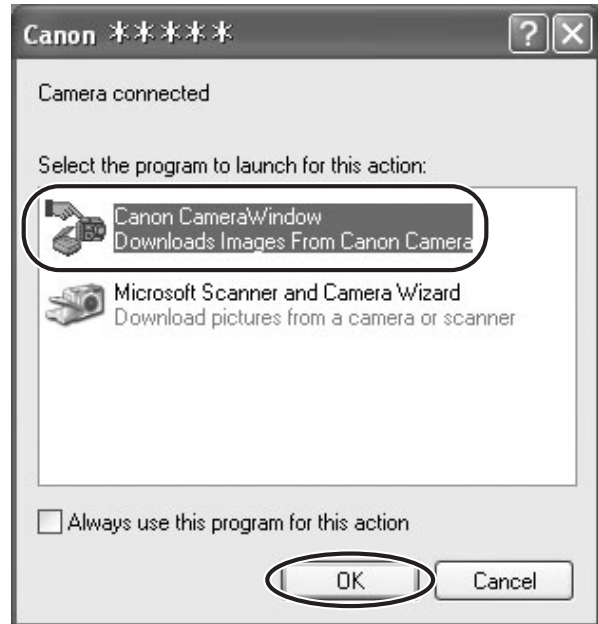 Canon *****
Camera connected
Select the program to launch for this action:
Canon CameraWindow
Downloads Images From Canon Camera
Microsoft Scanner and Camera Wizard
Download pictures from a camera or scanner
Always use this program for this action
OK Cancel